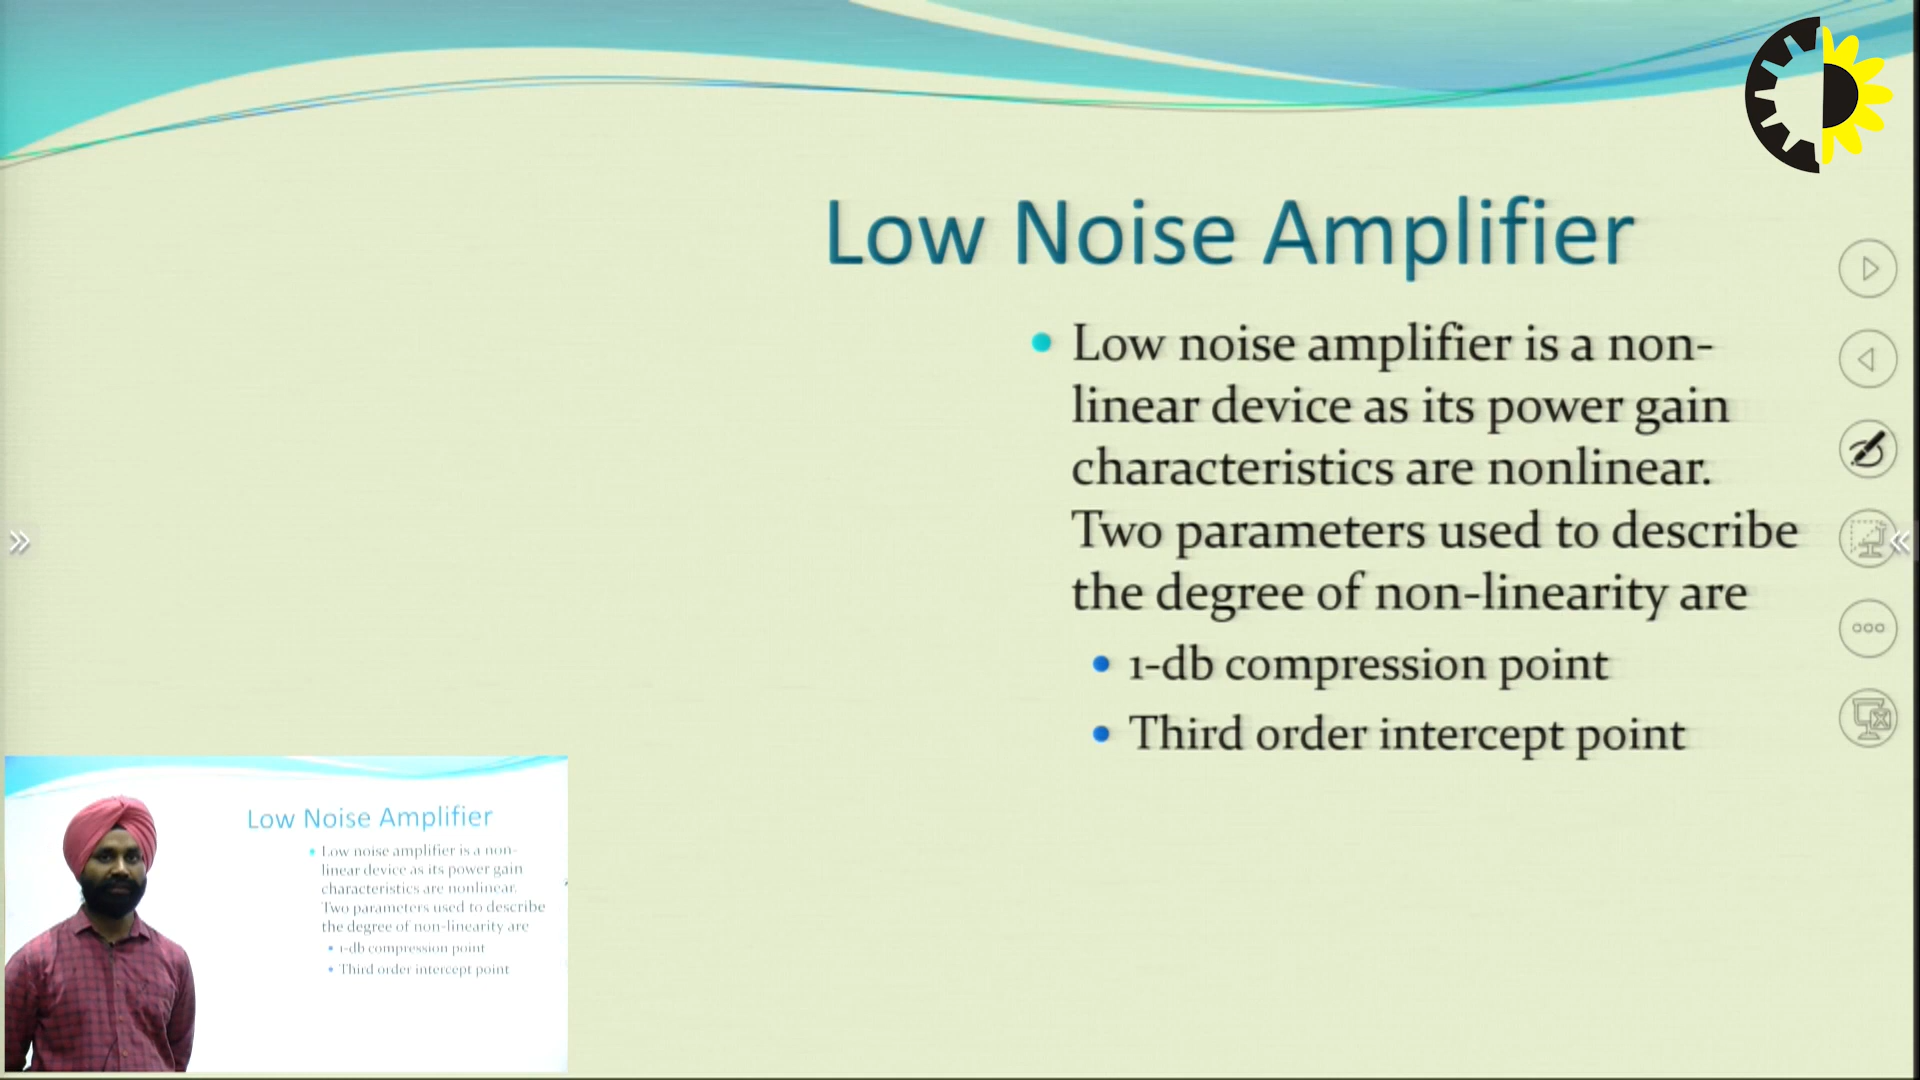 Low Noise Amplifier
Low noise amplifier is a non-
linear device as its power gain
characteristics are nonlinear.
Two parameters used to describe
the degree of non-linearity are
1-db compression point
Third order intercept point
Low Noise Amplifier
Low noise amplifier is a non-
linear device as its power gain
characteristics are nonlinear.
Two parameters used to describe
the degree of non-linearity are
1-db compression point
Third order intercept point